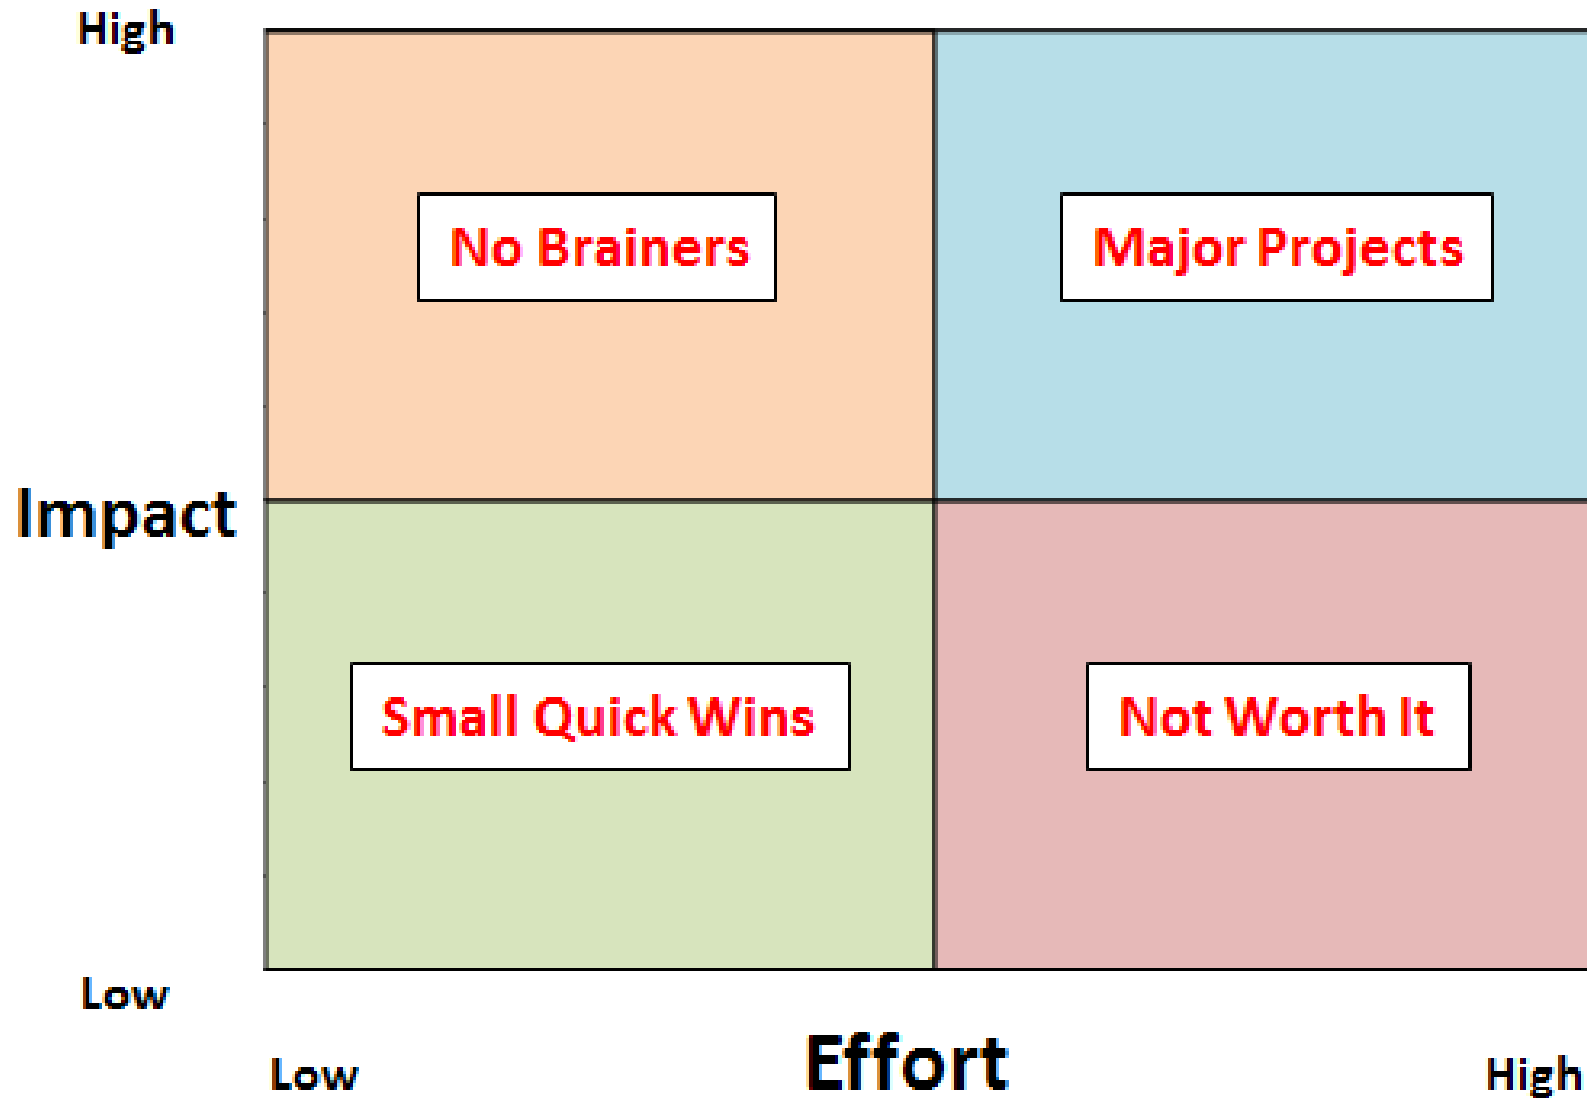 High
No Brainers
Major Projects
Impact
Small Quick Wins
Not Worth It
Low
Low
Effort
High